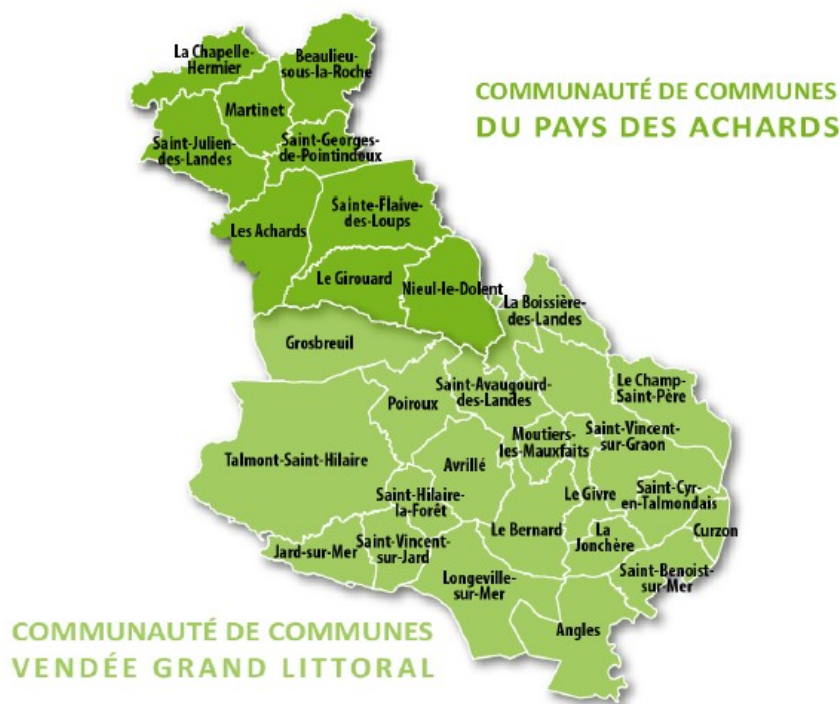 La Chapelle-
Hermier
Beaulieu-
sous-la-Roche
COMMUNAUTÉ DE COMMUNES
DU PAYS DES ACHARDS
Martinet
Saint-Julien-
des-Landes
Saint-Georges-
de-Pointindoux
Sainte-Flaive-
des-Loups
Les Achards
Le Girouard
Nieul-le-Dolent
La Boissière-
des-Landes
Grosbreuil
Saint-Avaugourd-
des-Landes
Le Champ-
Saint-Père
Poiroux
Moutiers-
les-Mauxfaits
Saint-Vincent-
sur-Graon
Talmont-Saint-Hilaire
Avrillé
Saint-Hilaire-
la-Forêt
Le Givre
Saint-Cyr-
en-Talmondais
Le Bernard
La
Jonchère
Curzon
Jard-sur-Mer
Saint-Vincent-
sur-Jard
Longeville-
sur-Mer
Saint-Benoist-
sur-Mer
Angles
COMMUNAUTÉ DE COMMUNES
VENDÉE GRAND LITTORAL